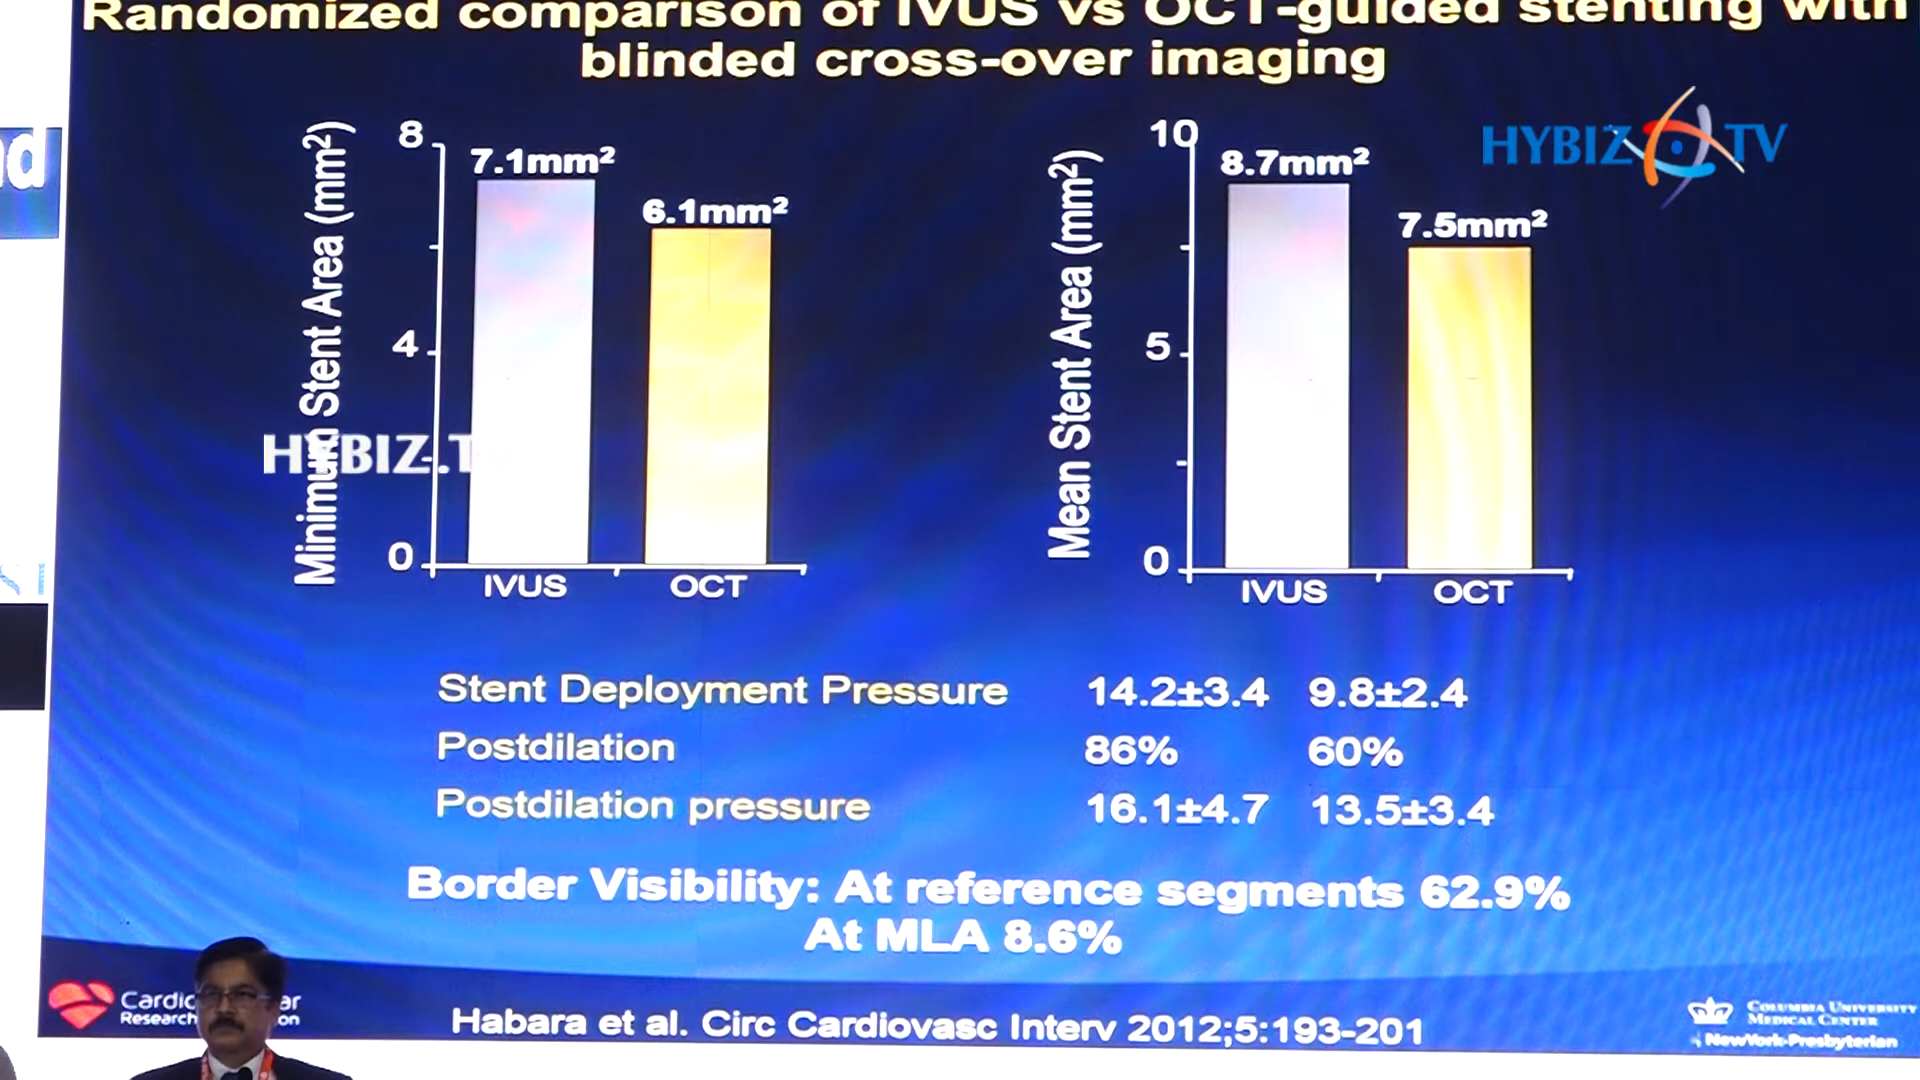 Randomized comparison of IVUS vs OCT-guided stenting with
blinded cross-over imaging
HYBIZ TV
Minimum Stent Area (mm²)
8
4
0
7.1mm²
6.1mm²
IVUS
OCT
Mean Stent Area (mm²)
10
5
0
8.7mm²
7.5mm²
IVUS
OCT
HYBIZ.T
Stent Deployment Pressure 14.2±3.4 9.8±2.4
Postdilation 86% 60%
Postdilation pressure 16.1±4.7 13.5±3.4
Border Visibility: At reference segments 62.9%
At MLA 8.6%
Habara et al. Circ Cardiovasc Interv 2012;5:193-201
Columbia University
Medical Center
NewYork-Presbyterian